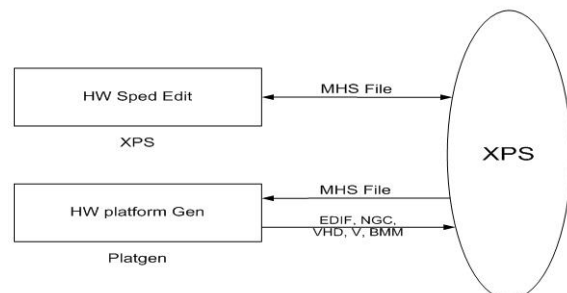 MHS File
HW Sped Edit
XPS
XPS
MHS File
HW platform Gen
EDIF, NGC,
VHD, V, BMM
Platgen